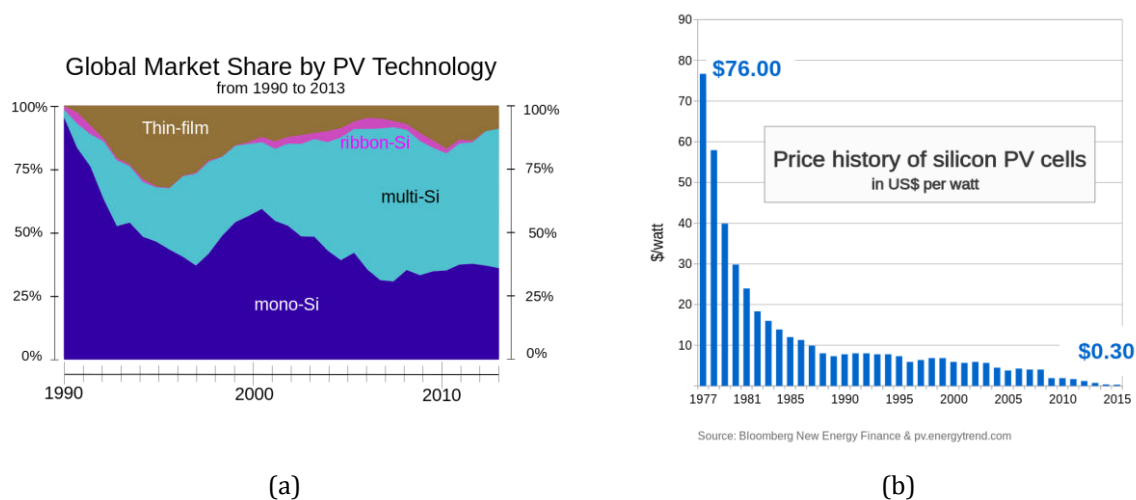 Global Market Share by PV Technology
from 1990 to 2013
100%
75%
50%
25%
0%
100%
75%
50%
25%
0%
Thin-film
ribbon-Si
multi-Si
mono-Si
1990
2000
2010
(a)
90
80
70
60
50
40
30
20
10
$/watt
$76.00
Price history of silicon PV cells
in US$ per watt
$0.30
1977
1981
1985
1990
1995
2000
2005
2010
2015
Source: Bloomberg New Energy Finance & pv.energytrend.com
(b)